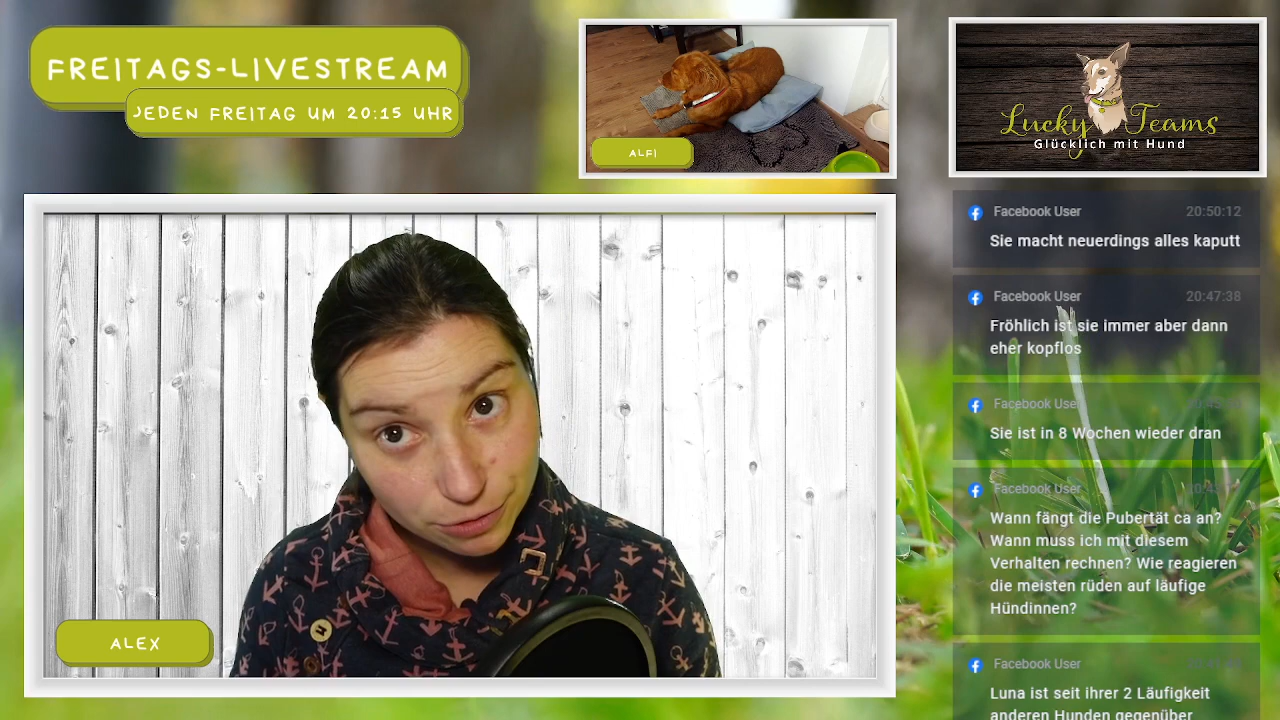 FREITAGS-LIVESTREAM
JEDEN FREITAG UM 20:15 UHR
ALFI
Lucky Teams
Glücklich mit Hund
Facebook User 20:50:12
Sie macht neuerdings alles kaputt
Facebook User 20:47:38
Fröhlich ist sie immer aber dann
eher kopflos
Facebook User
Sie ist in 8 Wochen wieder dran
Facebook User
Wann fängt die Pubertät ca an?
Wann muss ich mit diesem
Verhalten rechnen? Wie reagieren
die meisten rüden auf läufige
Hündinnen?
Facebook User
Luna ist seit ihrer 2 Läufigkeit
anderen Hunden gegenüber
ALEX